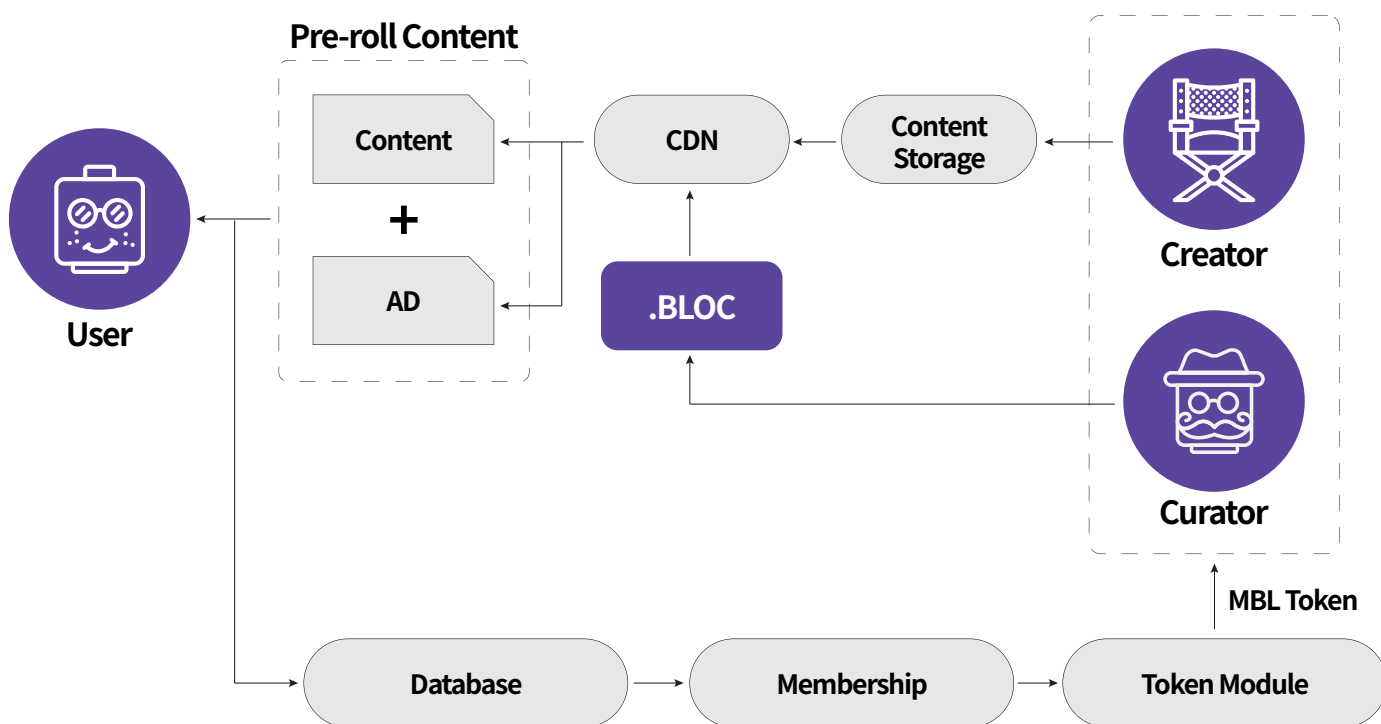 Pre-roll Content
Content
+
AD
User
CDN
Content
Storage
.BLOC
Creator
Curator
MBL Token
Database
Membership
Token Module